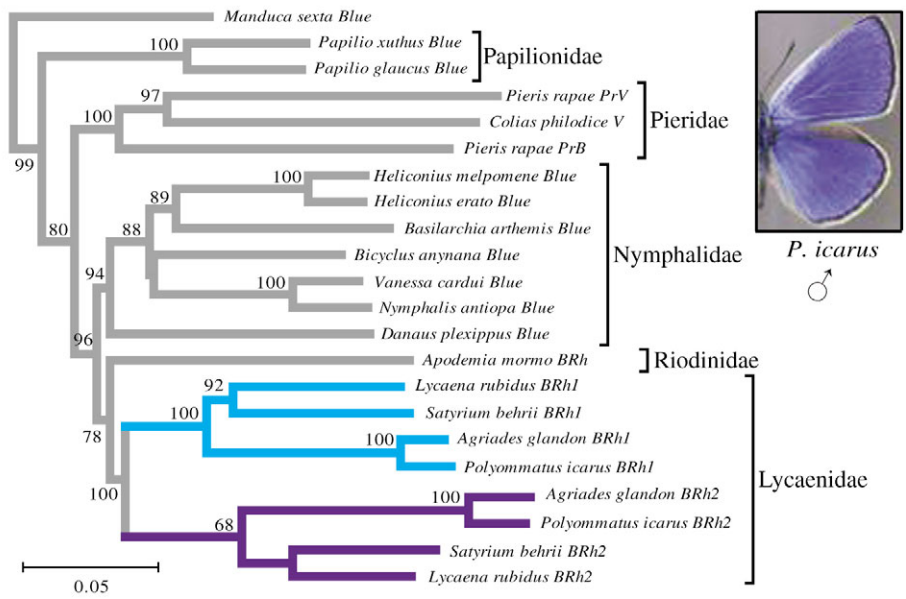 Manduca sexta Blue
100
Papilio xuthus Blue
Papilio glaucus Blue
Papilionidae
97
Pieris rapae PrV
100
Colias philodice V
Pieridae
Pieris rapae PrB
99
100
Heliconius melpomene Blue
89
Heliconius erato Blue
80
88
Basilarchia arthemis Blue
Bicyclus anynana Blue
Nymphalidae
94
100
Vanessa cardui Blue
Nymphalis antiopa Blue
Danaus plexippus Blue
96
Apodemia mormo BRh
Riodinidae
92
Lycaena rubidus BRh1
100
Satyrium behrii BRh1
78
100
Agriades glandon BRh1
Polyommatus icarus BRh1
Lycaenidae
100
100
Agriades glandon BRh2
68
Polyommatus icarus BRh2
Satyrium behrii BRh2
Lycaena rubidus BRh2
0.05
P. icarus
♂